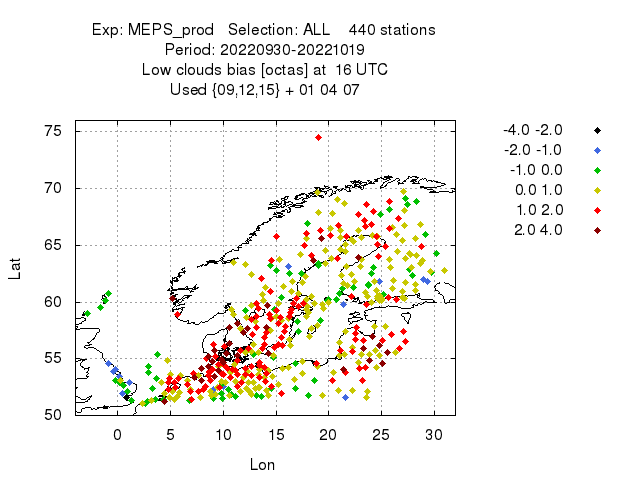 Exp: MEPS_prod Selection: ALL 440 stations
Period: 20220930-20221019
Low clouds bias [octas] at 16 UTC
Used {09,12,15} + 01 04 07
-4.0 -2.0
-2.0 -1.0
-1.0 0.0
0.0 1.0
1.0 2.0
2.0 4.0
75
70
65
60
55
50
Lat
0 5 10 15 20 25 30
Lon